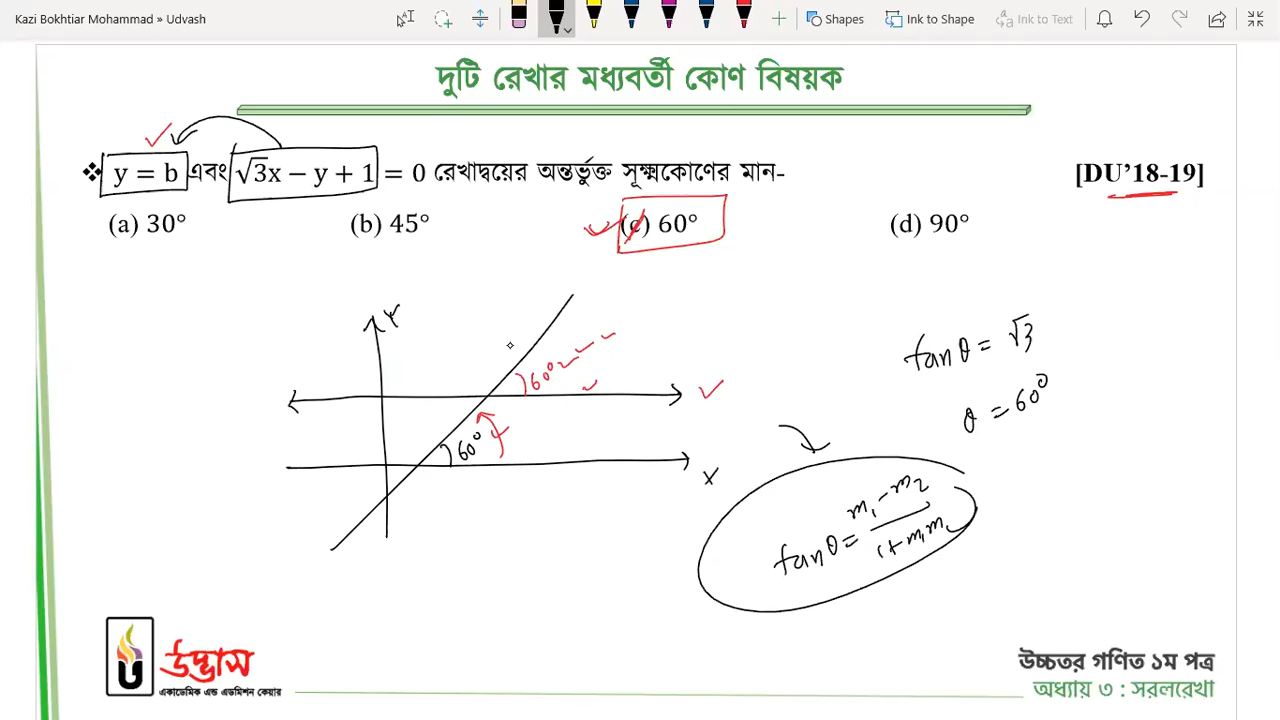 Kazi Bokhtiar Mohammad » Udvash
Shapes
Ink to Shape
Ink to Text
দুটি রেখার মধ্যবর্তী কোণ বিষয়ক
❖ y = b এবং √3x − y + 1 = 0 রেখাদ্বয়ের অন্তর্ভুক্ত সূক্ষ্মকোণের মান- [DU’18-19]
(a) 30° (b) 45° (c) 60° (d) 90°
Y
60°
60°
X
tanθ = √3
θ = 60°
tanθ = m₁ − m₂ / 1 + m₁m₂
উদ্ভাস
একাডেমিক এন্ড এডমিশন কেয়ার
উচ্চতর গণিত ১ম পত্র
অধ্যায় ৩ : সরলরেখা